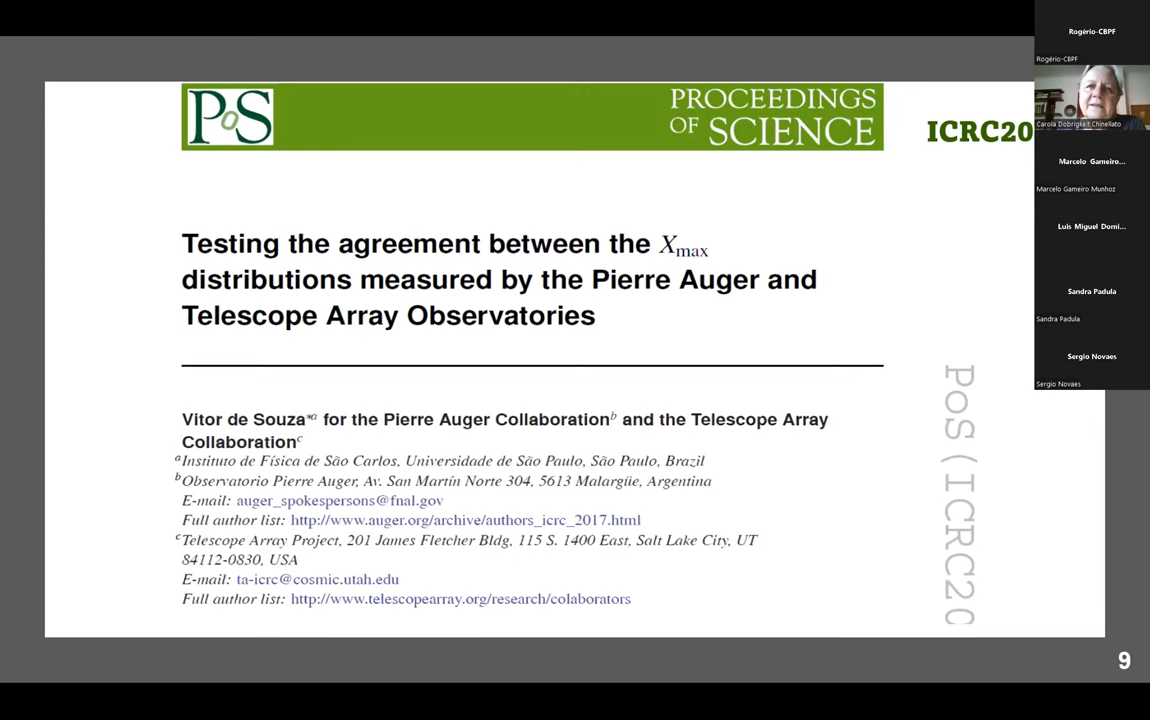 PoS
PROCEEDINGS
OF SCIENCE
ICRC20
Testing the agreement between the Xmax
distributions measured by the Pierre Auger and
Telescope Array Observatories
Vitor de Souza*a for the Pierre Auger Collaborationb and the Telescope Array
Collaborationc
aInstituto de Física de São Carlos, Universidade de São Paulo, São Paulo, Brazil
bObservatorio Pierre Auger, Av. San Martín Norte 304, 5613 Malargüe, Argentina
E-mail: auger_spokespersons@fnal.gov
Full author list: http://www.auger.org/archive/authors_icrc_2017.html
cTelescope Array Project, 201 James Fletcher Bldg, 115 S. 1400 East, Salt Lake City, UT
84112-0830, USA
E-mail: ta-icrc@cosmic.utah.edu
Full author list: http://www.telescopearray.org/research/colaborators
PoS(ICRC20
9
Rogério-CBPF
Rogério-CBPF
Carola Dobrigkeit Chinellato
Marcelo Gameiro...
Marcelo Gameiro Munhoz
Luis Miguel Domi...
Sandra Padula
Sandra Padula
Sergio Novaes
Sergio Novaes